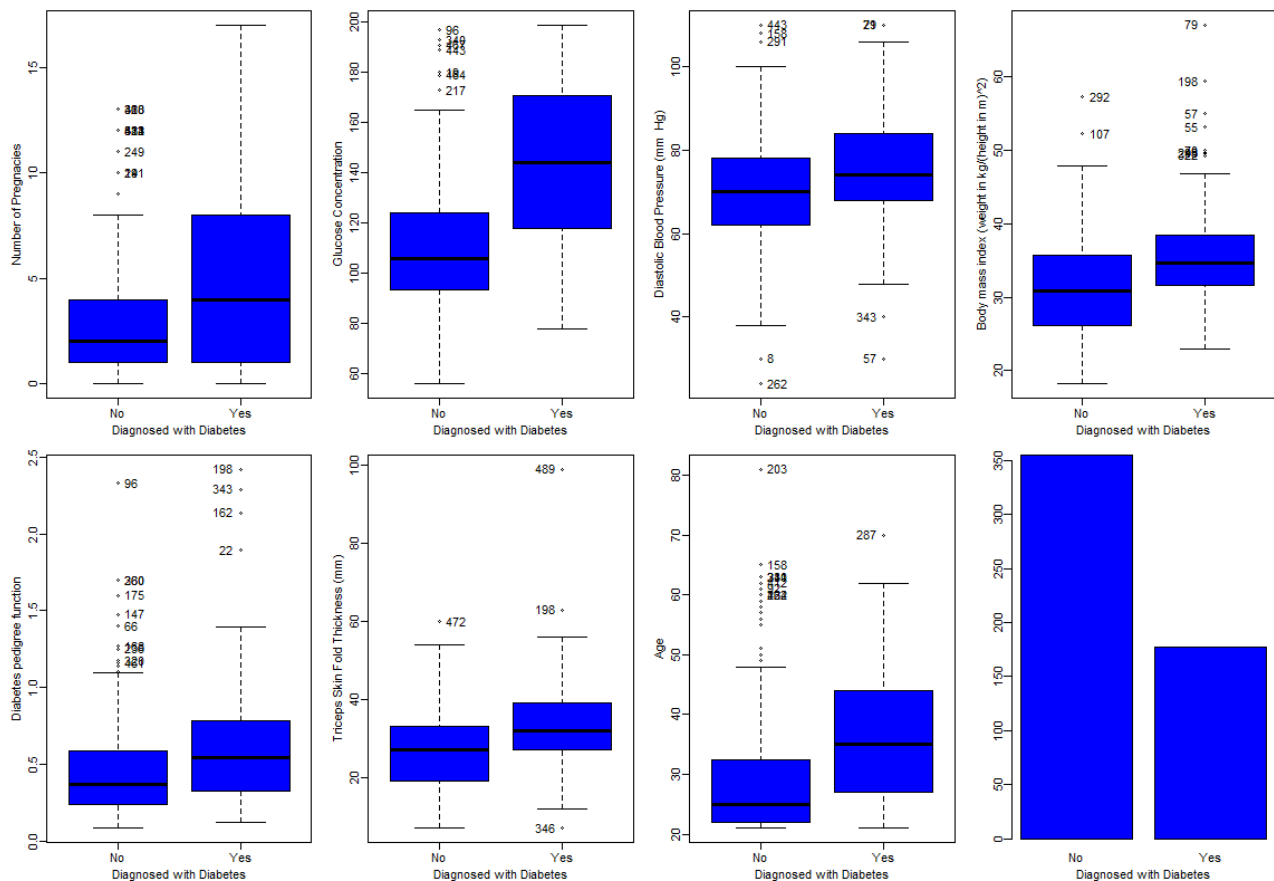 Number of Pregnacies
15
10
5
0
249
No
Yes
Diagnosed with Diabetes
Glucose Concentration
200
180
160
140
120
100
80
60
96
443
217
No
Yes
Diagnosed with Diabetes
Diastolic Blood Pressure (mm Hg)
100
80
60
40
443
158
291
8
262
343
57
No
Yes
Diagnosed with Diabetes
Body mass index (weight in kg/(height in m)^2)
60
50
40
30
20
292
107
79
198
57
55
No
Yes
Diagnosed with Diabetes
Diabetes pedigree function
2.5
2.0
1.5
1.0
0.5
0.0
96
175
147
66
198
343
162
22
No
Yes
Diagnosed with Diabetes
Triceps Skin Fold Thickness (mm)
100
80
60
40
20
472
489
198
346
No
Yes
Diagnosed with Diabetes
Age
80
70
60
50
40
30
20
203
158
287
No
Yes
Diagnosed with Diabetes
350
300
250
200
150
100
50
0
No
Yes
Diagnosed with Diabetes